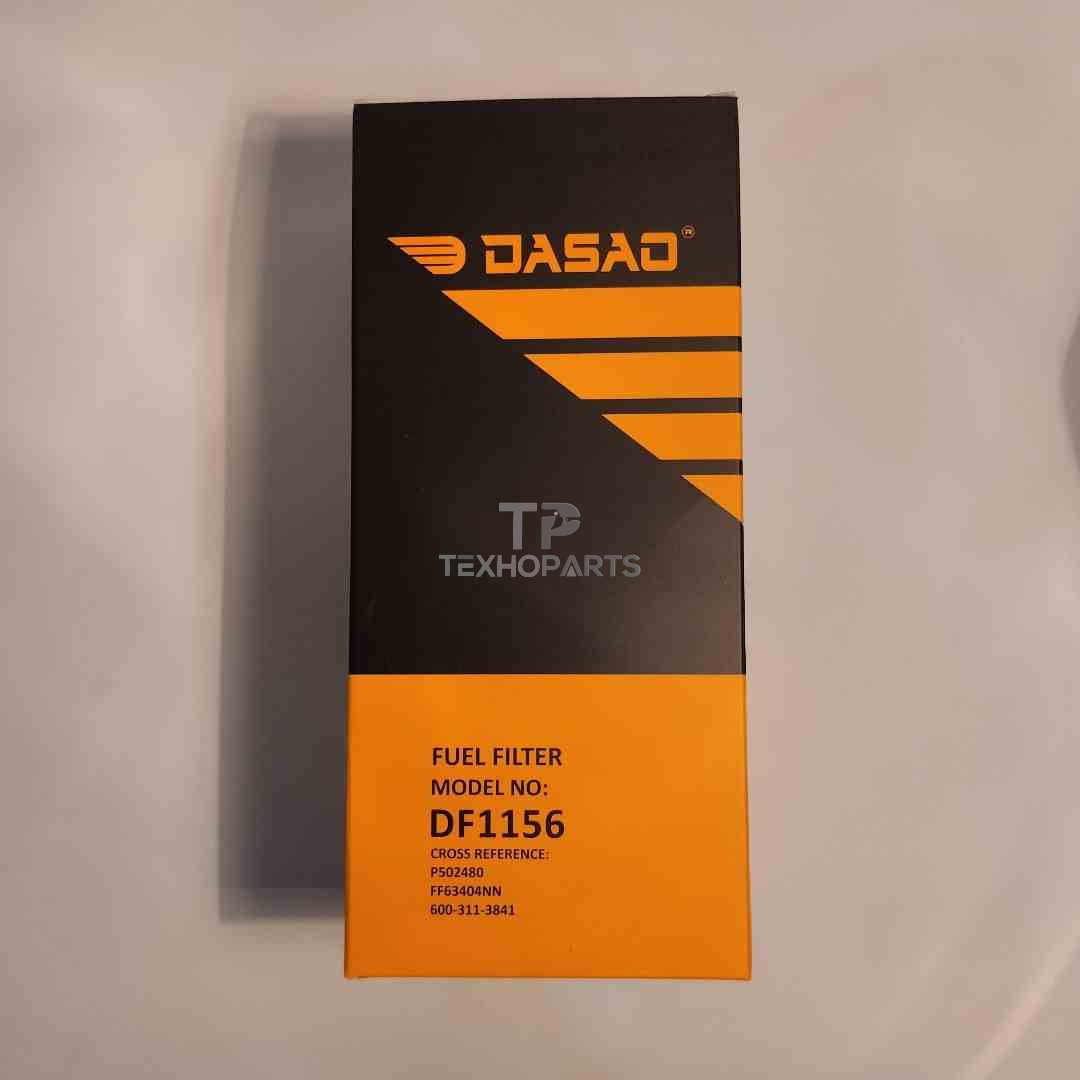 DASAO®
TP
TEXHOPARTS
FUEL FILTER
MODEL NO:
DF1156
CROSS REFERENCE:
P502480
FF63404NN
600-311-3841